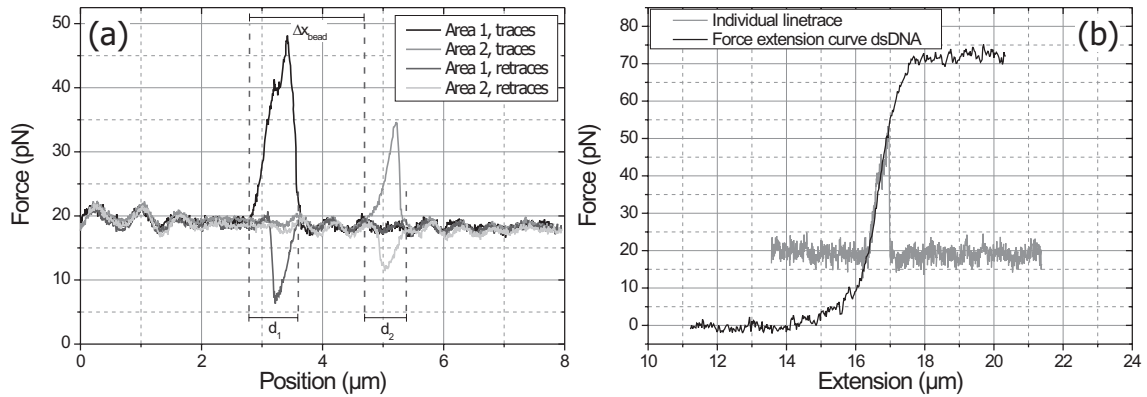 (a)
Δx_bead
Area 1, traces
Area 2, traces
Area 1, retraces
Area 2, retraces
Force (pN)
50
40
30
20
10
0
d_1
d_2
0 2 4 6 8
Position (µm)
(b)
Individual linetrace
Force extension curve dsDNA
Force (pN)
80
70
60
50
40
30
20
10
0
10 12 14 16 18 20 22 24
Extension (µm)